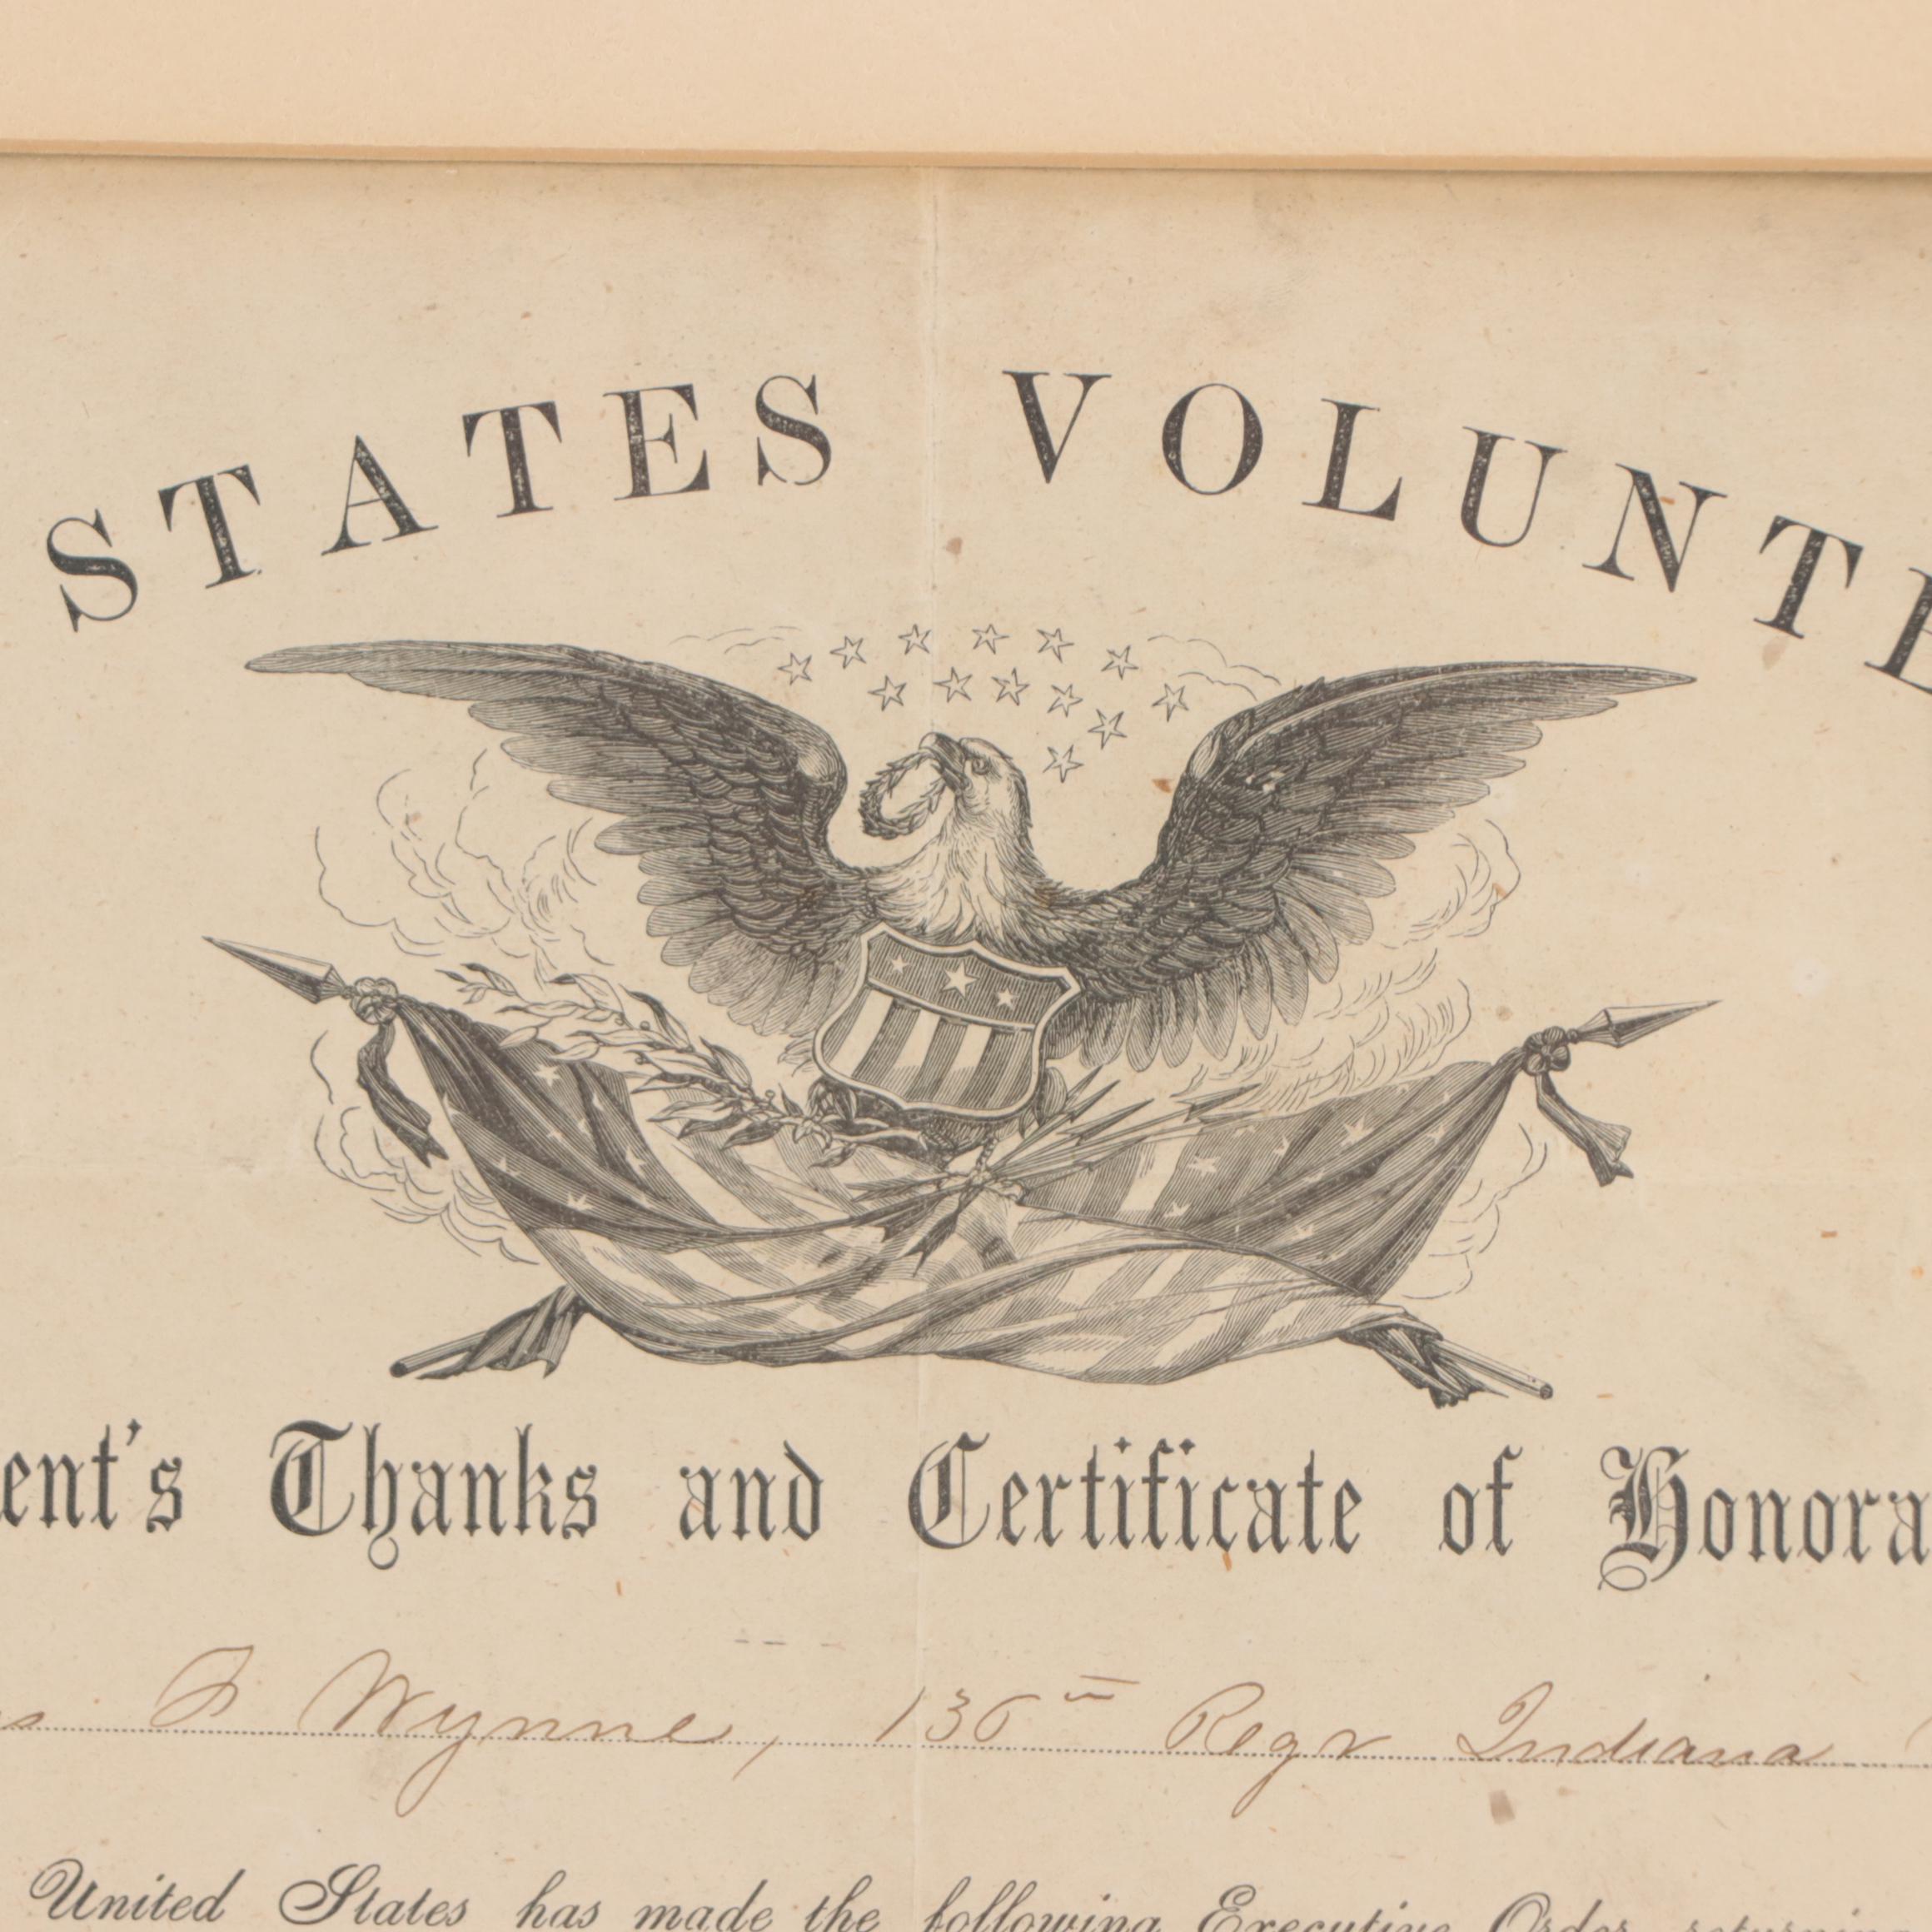 STATES VOLUNTE
ent's Thanks and Certificate of Honora
s F Wynne, 136 Regt Indiana
United States has made the following Executive Order, returning